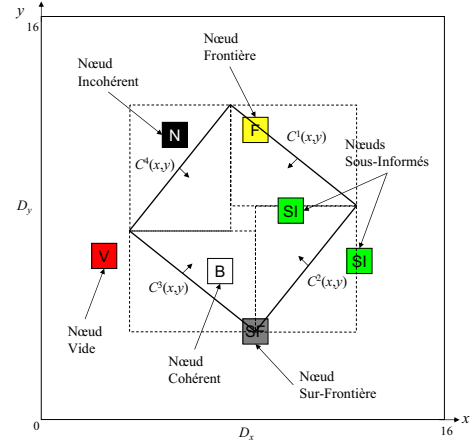 y
16
Nœud
Frontière
Nœud
Incohérent
N
F
C¹(x,y)
Nœuds
Sous-Informés
C⁴(x,y)
D_y
SI
V
B
SI
C³(x,y)
C²(x,y)
Nœud
Vide
SF
Nœud
Cohérent
Nœud
Sur-Frontière
0
D_x
16
x